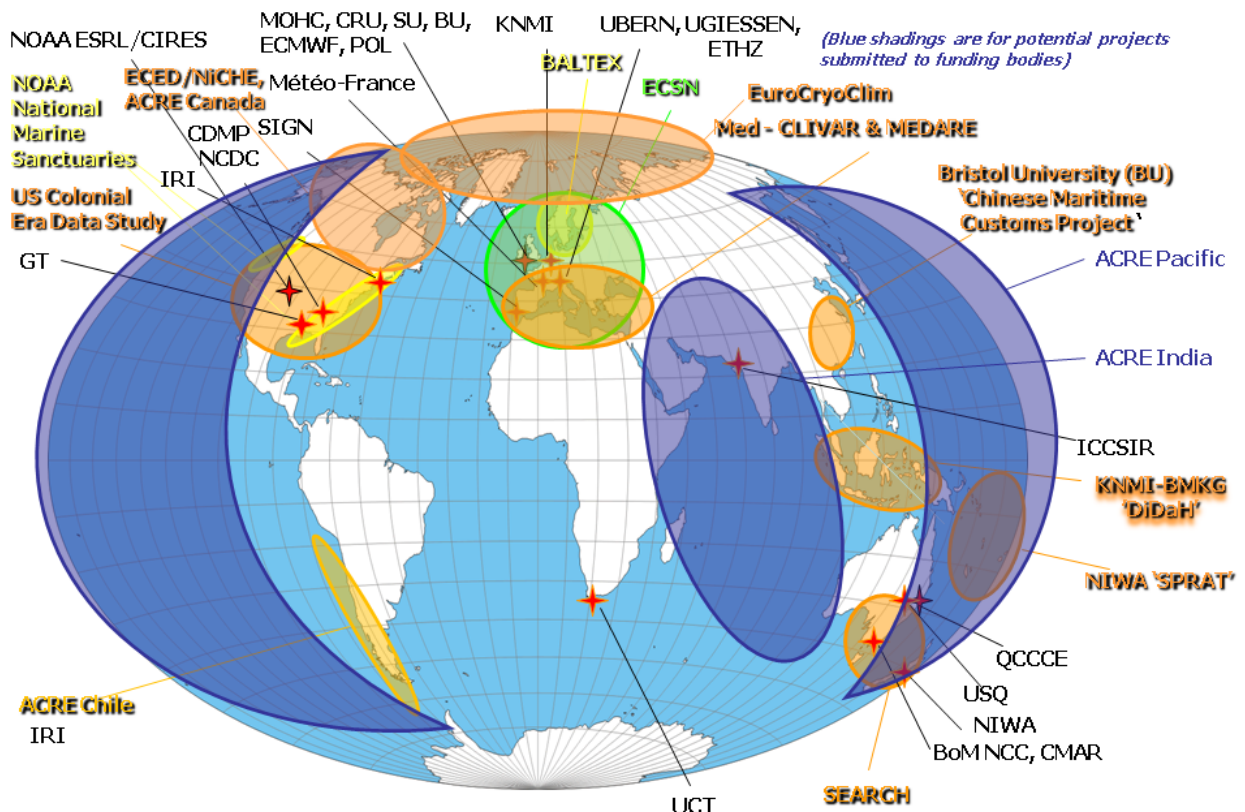 MOHC, CRU, SU, BU,
ECMWF, POL
KNMI
UBERN, UGIESSEN,
ETHZ
NOAA ESRL/CIRES
(Blue shadings are for potential projects
submitted to funding bodies)
BALTEX
ECED/NiCHE,
ACRE Canada
Météo-France
NOAA
National
Marine
Sanctuaries
ECSN
EuroCryoClim
CDMP
NCDC
SIGN
Med - CLIVAR & MEDARE
IRI
Bristol University (BU)
'Chinese Maritime
Customs Project'
US Colonial
Era Data Study
GT
ACRE Pacific
ACRE India
ICCSIR
KNMI-BMKG
'DiDaH'
NIWA 'SPRAT'
QCCCE
USQ
NIWA
BoM NCC, CMAR
ACRE Chile
IRI
SEARCH
UCT